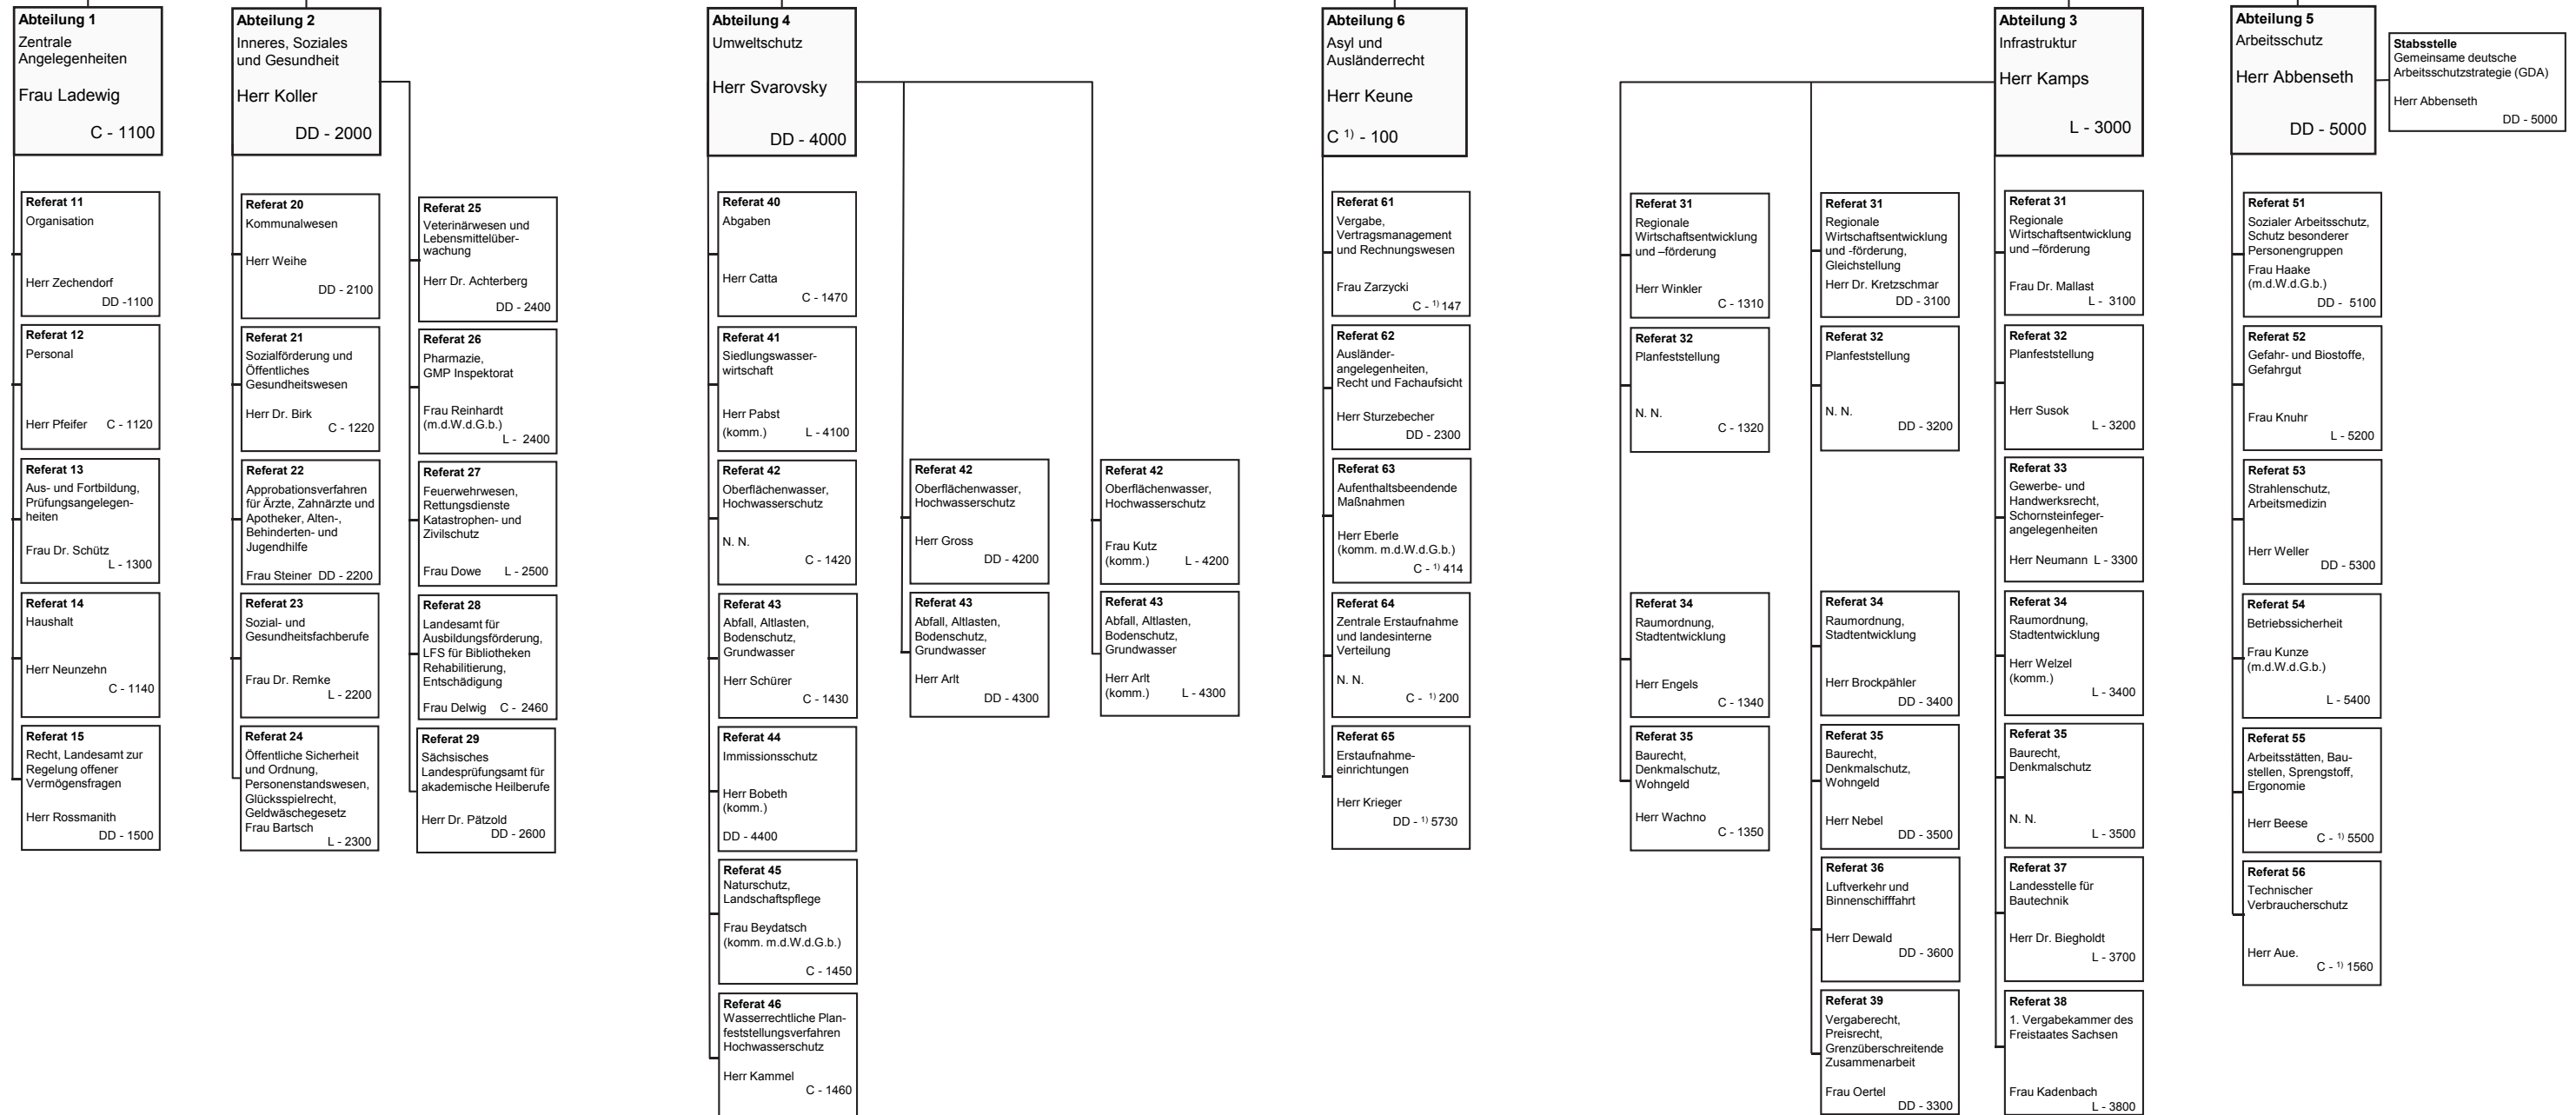 Abteilung 1
Zentrale
Angelegenheiten
Frau Ladewig
C - 1100
Referat 11
Organisation
Herr Zechendorf
DD -1100
Referat 12
Personal
Herr Pfeifer C - 1120
Referat 13
Aus- und Fortbildung,
Prüfungsangelegen-
heiten
Frau Dr. Schütz
L - 1300
Referat 14
Haushalt
Herr Neunzehn
C - 1140
Referat 15
Recht, Landesamt zur
Regelung offener
Vermögensfragen
Herr Rossmanith
DD - 1500
Abteilung 2
Inneres, Soziales
und Gesundheit
Herr Koller
DD - 2000
Referat 20
Kommunalwesen
Herr Weihe
DD - 2100
Referat 21
Sozialförderung und
Öffentliches
Gesundheitswesen
Herr Dr. Birk
C - 1220
Referat 22
Approbationsverfahren
für Ärzte, Zahnärzte und
Apotheker, Alten-,
Behinderten- und
Jugendhilfe
Frau Steiner DD - 2200
Referat 23
Sozial- und
Gesundheitsfachberufe
Frau Dr. Remke
L - 2200
Referat 24
Öffentliche Sicherheit
und Ordnung,
Personenstandswesen,
Glücksspielrecht,
Geldwäschegesetz
Frau Bartsch
L - 2300
Referat 25
Veterinärwesen und
Lebensmittelüber-
wachung
Herr Dr. Achterberg
DD - 2400
Referat 26
Pharmazie,
GMP Inspektorat
Frau Reinhardt
(m.d.W.d.G.b.)
L - 2400
Referat 27
Feuerwehrwesen,
Rettungsdienste
Katastrophen- und
Zivilschutz
Frau Dowe L - 2500
Referat 28
Landesamt für
Ausbildungsförderung,
LFS für Bibliotheken
Rehabilitierung,
Entschädigung
Frau Delwig C - 2460
Referat 29
Sächsisches
Landesprüfungsamt für
akademische Heilberufe
Herr Dr. Pätzold
DD - 2600
Abteilung 4
Umweltschutz
Herr Svarovsky
DD - 4000
Referat 40
Abgaben
Herr Catta
C - 1470
Referat 41
Siedlungswasser-
wirtschaft
Herr Pabst
(komm.) L - 4100
Referat 42
Oberflächenwasser,
Hochwasserschutz
N. N.
C - 1420
Referat 43
Abfall, Altlasten,
Bodenschutz,
Grundwasser
Herr Schürer
C - 1430
Referat 44
Immissionsschutz
Herr Bobeth
(komm.)
DD - 4400
Referat 45
Naturschutz,
Landschaftspflege
Frau Beydatsch
(komm. m.d.W.d.G.b.)
C - 1450
Referat 46
Wasserrechtliche Plan-
feststellungsverfahren
Hochwasserschutz
Herr Kammel
C - 1460
Referat 42
Oberflächenwasser,
Hochwasserschutz
Herr Gross
DD - 4200
Referat 43
Abfall, Altlasten,
Bodenschutz,
Grundwasser
Herr Arlt
DD - 4300
Referat 42
Oberflächenwasser,
Hochwasserschutz
Frau Kutz
(komm.) L - 4200
Referat 43
Abfall, Altlasten,
Bodenschutz,
Grundwasser
Herr Arlt
(komm.) L - 4300
Abteilung 6
Asyl und
Ausländerrecht
Herr Keune
C 1) - 100
Referat 61
Vergabe,
Vertragsmanagement
und Rechnungswesen
Frau Zarzycki
C - 1) 147
Referat 62
Ausländer-
angelegenheiten,
Recht und Fachaufsicht
Herr Sturzebecher
DD - 2300
Referat 63
Aufenthaltsbeendende
Maßnahmen
Herr Eberle
(komm. m.d.W.d.G.b.)
C - 1) 414
Referat 64
Zentrale Erstaufnahme
und landesinterne
Verteilung
N. N.
C - 1) 200
Referat 65
Erstaufnahme-
einrichtungen
Herr Krieger
DD - 1) 5730
Abteilung 3
Infrastruktur
Herr Kamps
L - 3000
Referat 31
Regionale
Wirtschaftsentwicklung
und –förderung
Herr Winkler
C - 1310
Referat 32
Planfeststellung
N. N.
C - 1320
Referat 34
Raumordnung,
Stadtentwicklung
Herr Engels
C - 1340
Referat 35
Baurecht,
Denkmalschutz,
Wohngeld
Herr Wachno
C - 1350
Referat 31
Regionale
Wirtschaftsentwicklung
und -förderung,
Gleichstellung
Herr Dr. Kretzschmar
DD - 3100
Referat 32
Planfeststellung
N. N.
DD - 3200
Referat 34
Raumordnung,
Stadtentwicklung
Herr Brockpähler
DD - 3400
Referat 35
Baurecht,
Denkmalschutz,
Wohngeld
Herr Nebel
DD - 3500
Referat 36
Luftverkehr und
Binnenschifffahrt
Herr Dewald
DD - 3600
Referat 39
Vergaberecht,
Preisrecht,
Grenzüberschreitende
Zusammenarbeit
Frau Oertel
DD - 3300
Referat 31
Regionale
Wirtschaftsentwicklung
und –förderung
Frau Dr. Mallast
L - 3100
Referat 32
Planfeststellung
Herr Susok
L - 3200
Referat 33
Gewerbe- und
Handwerksrecht,
Schornsteinfeger-
angelegenheiten
Herr Neumann L - 3300
Referat 34
Raumordnung,
Stadtentwicklung
Herr Welzel
(komm.)
L - 3400
Referat 35
Baurecht,
Denkmalschutz
N. N.
L - 3500
Referat 37
Landesstelle für
Bautechnik
Herr Dr. Biegholdt
L - 3700
Referat 38
1. Vergabekammer des
Freistaates Sachsen
Frau Kadenbach
L - 3800
Abteilung 5
Arbeitsschutz
Herr Abbenseth
DD - 5000
Stabsstelle
Gemeinsame deutsche
Arbeitsschutzstrategie (GDA)
Herr Abbenseth
DD - 5000
Referat 51
Sozialer Arbeitsschutz,
Schutz besonderer
Personengruppen
Frau Haake
(m.d.W.d.G.b.)
DD - 5100
Referat 52
Gefahr- und Biostoffe,
Gefahrgut
Frau Knuhr
L - 5200
Referat 53
Strahlenschutz,
Arbeitsmedizin
Herr Weller
DD - 5300
Referat 54
Betriebssicherheit
Frau Kunze
(m.d.W.d.G.b.)
L - 5400
Referat 55
Arbeitsstätten, Bau-
stellen, Sprengstoff,
Ergonomie
Herr Beese
C - 1) 5500
Referat 56
Technischer
Verbraucherschutz
Herr Aue.
C - 1) 1560